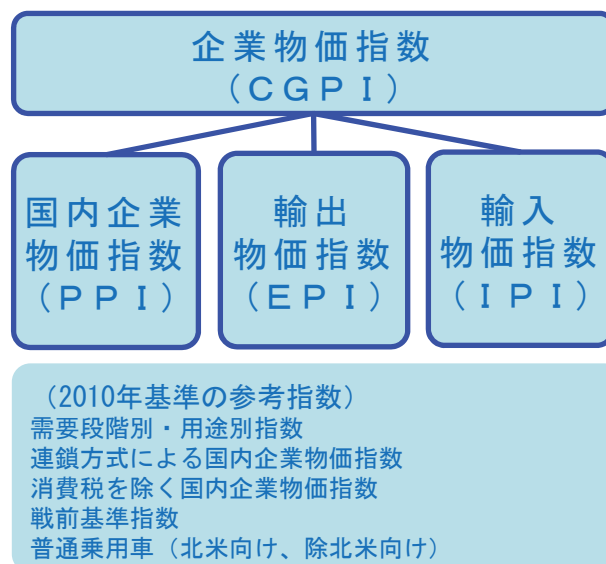 企業物価指数
（ＣＧＰＩ）
国内企業
物価指数
（ＰＰＩ）
輸出
物価指数
（ＥＰＩ）
輸入
物価指数
（ＩＰＩ）
（2010年基準の参考指数）
需要段階別・用途別指数
連鎖方式による国内企業物価指数
消費税を除く国内企業物価指数
戦前基準指数
普通乗用車（北米向け、除北米向け）